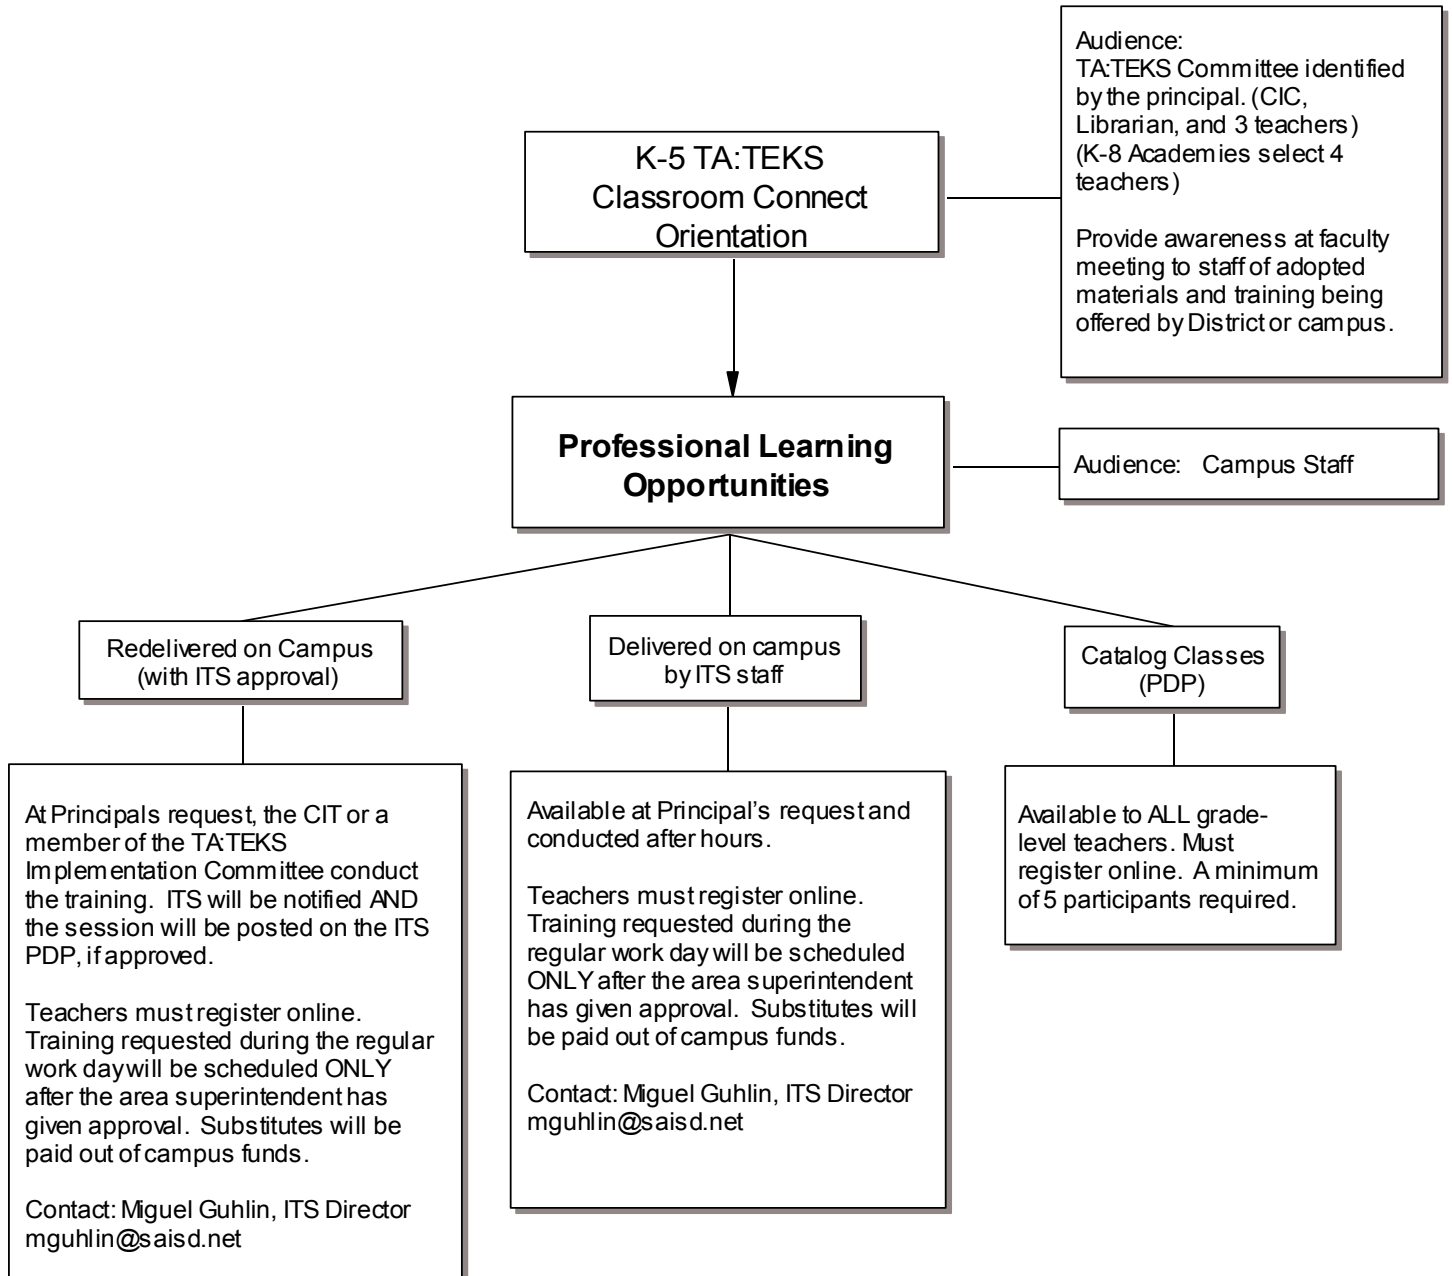 Audience:
TA:TEKS Committee identified
by the principal. (CIC,
Librarian, and 3 teachers)
(K-8 Academies select 4
teachers)
Provide awareness at faculty
meeting to staff of adopted
materials and training being
offered by District or campus.
K-5 TA:TEKS
Classroom Connect
Orientation
Professional Learning
Opportunities
Audience: Campus Staff
Redelivered on Campus
(with ITS approval)
Delivered on campus
by ITS staff
Catalog Classes
(PDP)
At Principals request, the CIT or a
member of the TA:TEKS
Implementation Committee conduct
the training. ITS will be notified AND
the session will be posted on the ITS
PDP, if approved.
Teachers must register online.
Training requested during the regular
work day will be scheduled ONLY
after the area superintendent has
given approval. Substitutes will be
paid out of campus funds.
Contact: Miguel Guhlin, ITS Director
mguhlin@saisd.net
Available at Principal's request and
conducted after hours.
Teachers must register online.
Training requested during the
regular work day will be scheduled
ONLY after the area superintendent
has given approval. Substitutes will
be paid out of campus funds.
Contact: Miguel Guhlin, ITS Director
mguhlin@saisd.net
Available to ALL grade-
level teachers. Must
register online. A minimum
of 5 participants required.